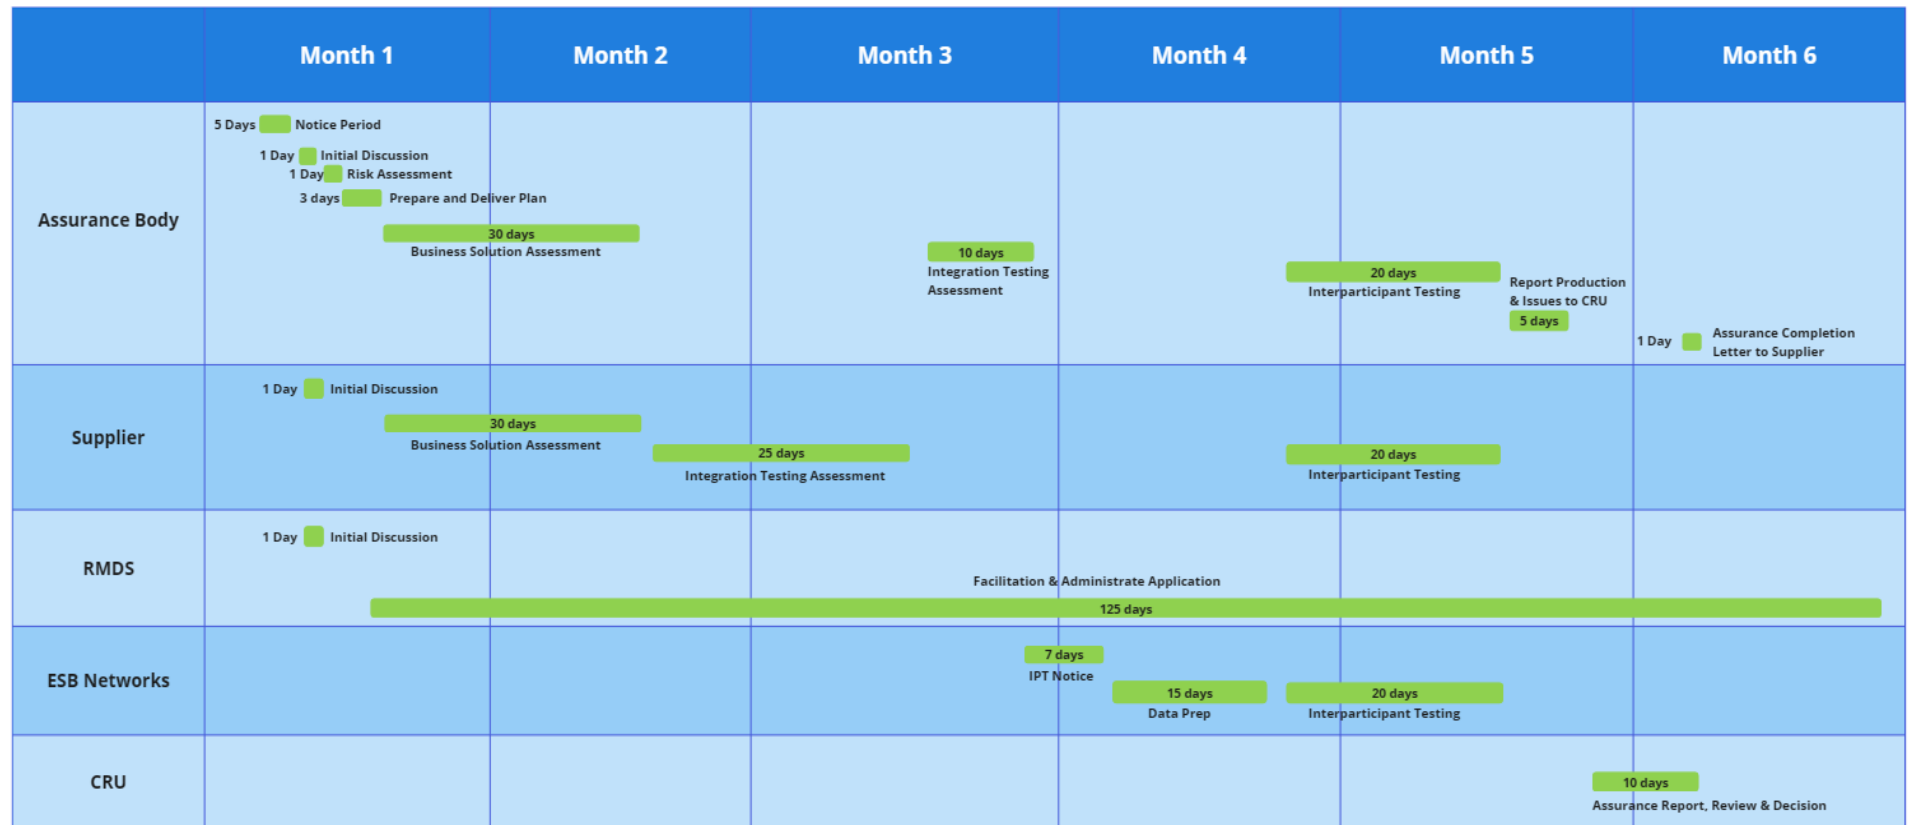 Month 1
Month 2
Month 3
Month 4
Month 5
Month 6
Assurance Body
5 Days
Notice Period
1 Day
Initial Discussion
1 Day
Risk Assessment
3 days
Prepare and Deliver Plan
30 days
Business Solution Assessment
10 days
Integration Testing
Assessment
20 days
Interparticipant Testing
Report Production
& Issues to CRU
5 days
1 Day
Assurance Completion
Letter to Supplier
Supplier
1 Day
Initial Discussion
30 days
Business Solution Assessment
25 days
Integration Testing Assessment
20 days
Interparticipant Testing
RMDS
1 Day
Initial Discussion
Facilitation & Administrate Application
125 days
ESB Networks
7 days
IPT Notice
15 days
Data Prep
20 days
Interparticipant Testing
CRU
10 days
Assurance Report, Review & Decision